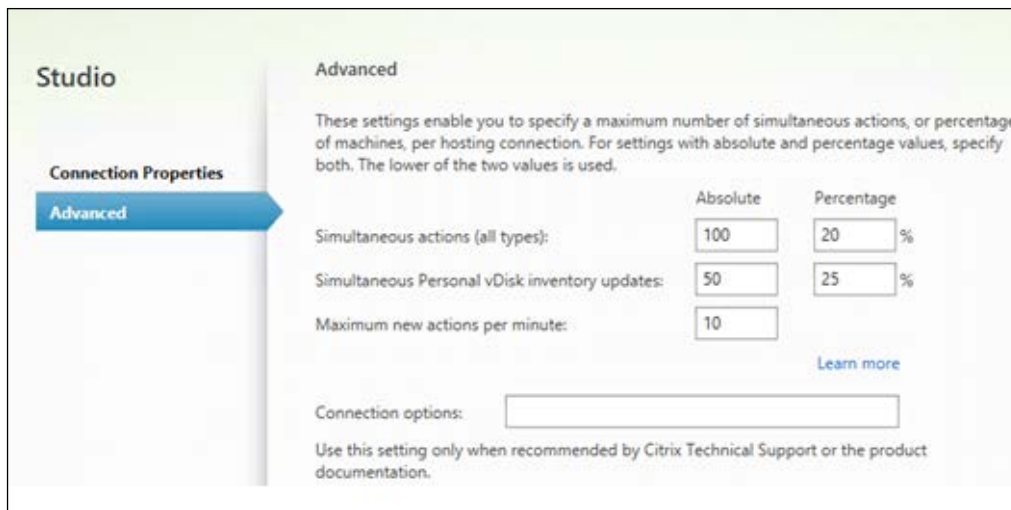 Studio
Connection Properties
Advanced
Advanced
These settings enable you to specify a maximum number of simultaneous actions, or percentage
of machines, per hosting connection. For settings with absolute and percentage values, specify
both. The lower of the two values is used.
Absolute Percentage
Simultaneous actions (all types): 100 20 %
Simultaneous Personal vDisk inventory updates: 50 25 %
Maximum new actions per minute: 10
Learn more
Connection options:
Use this setting only when recommended by Citrix Technical Support or the product
documentation.